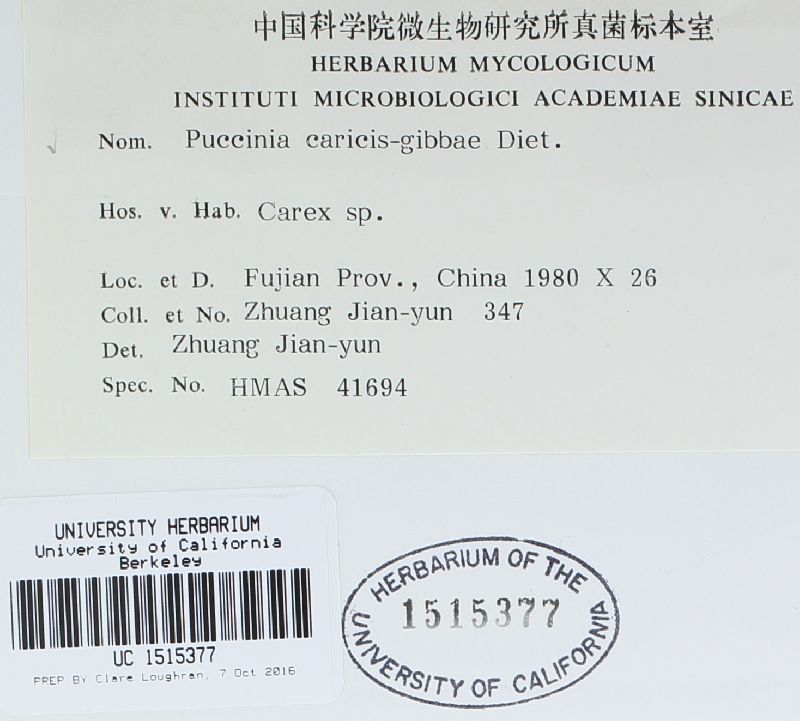 中国科学院微生物研究所真菌标本室
HERBARIUM MYCOLOGICUM
INSTITUTI MICROBIOLOGICI ACADEMIAE SINICAE
Nom. Puccinia caricis-gibbae Diet.
Hos. v. Hab. Carex sp.
Loc. et D. Fujian Prov., China 1980 X 26
Coll. et No. Zhuang Jian-yun 347
Det. Zhuang Jian-yun
Spec. No. HMAS 41694
UNIVERSITY HERBARIUM
University of California
Berkeley
UC 1515377
PREP BY Clare Loughran, 7 Oct 2016
HERBARIUM OF THE
1515377
UNIVERSITY OF CALIFORNIA